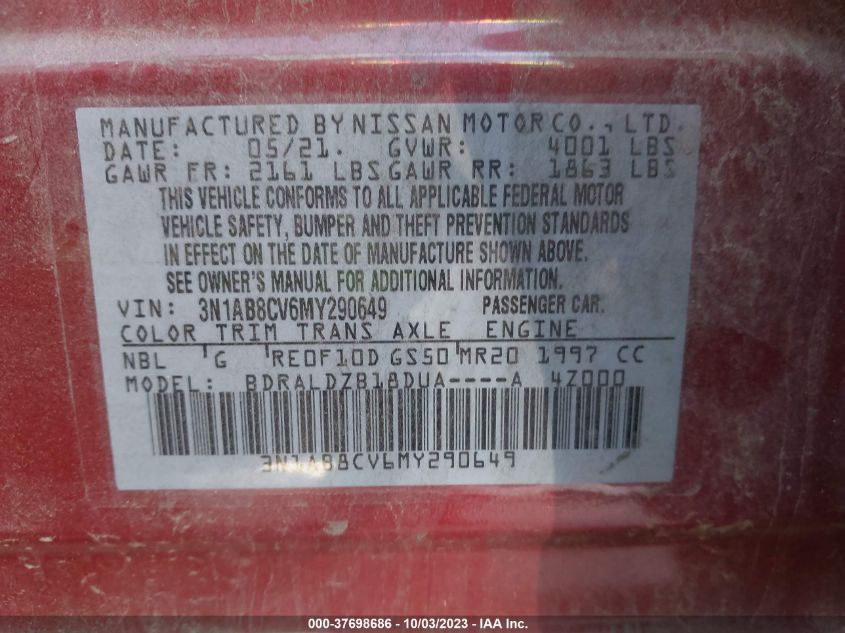 MANUFACTURED BY NISSAN MOTOR CO., LTD.
DATE: 05/21. GVWR: 4001 LBS
GAWR FR: 2161 LBS GAWR RR: 1863 LBS
THIS VEHICLE CONFORMS TO ALL APPLICABLE FEDERAL MOTOR
VEHICLE SAFETY, BUMPER AND THEFT PREVENTION STANDARDS
IN EFFECT ON THE DATE OF MANUFACTURE SHOWN ABOVE.
SEE OWNER'S MANUAL FOR ADDITIONAL INFORMATION.
VIN: 3N1AB8CV6MY290649 PASSENGER CAR.
COLOR TRIM TRANS AXLE ENGINE
NBL G RE0F10D GS50 MR20 1997 CC
MODEL: BDRALDZB18DUA----A 4Z000
3N1AB8CV6MY290649
000-37698686 - 10/03/2023 - IAA Inc.